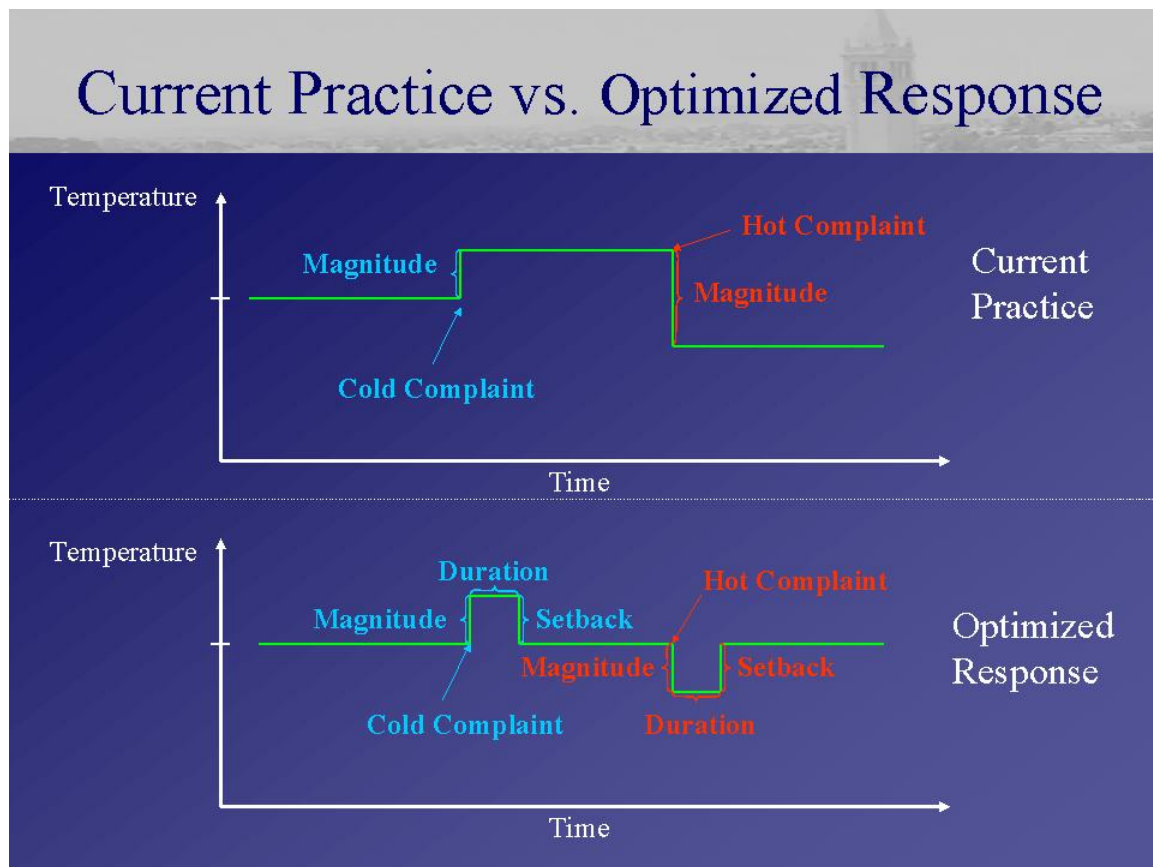 Current Practice vs. Optimized Response
Temperature
Hot Complaint
Magnitude
Magnitude
Current
Practice
Cold Complaint
Time
Temperature
Duration
Hot Complaint
Magnitude
Setback
Optimized
Response
Magnitude
Setback
Cold Complaint
Duration
Time